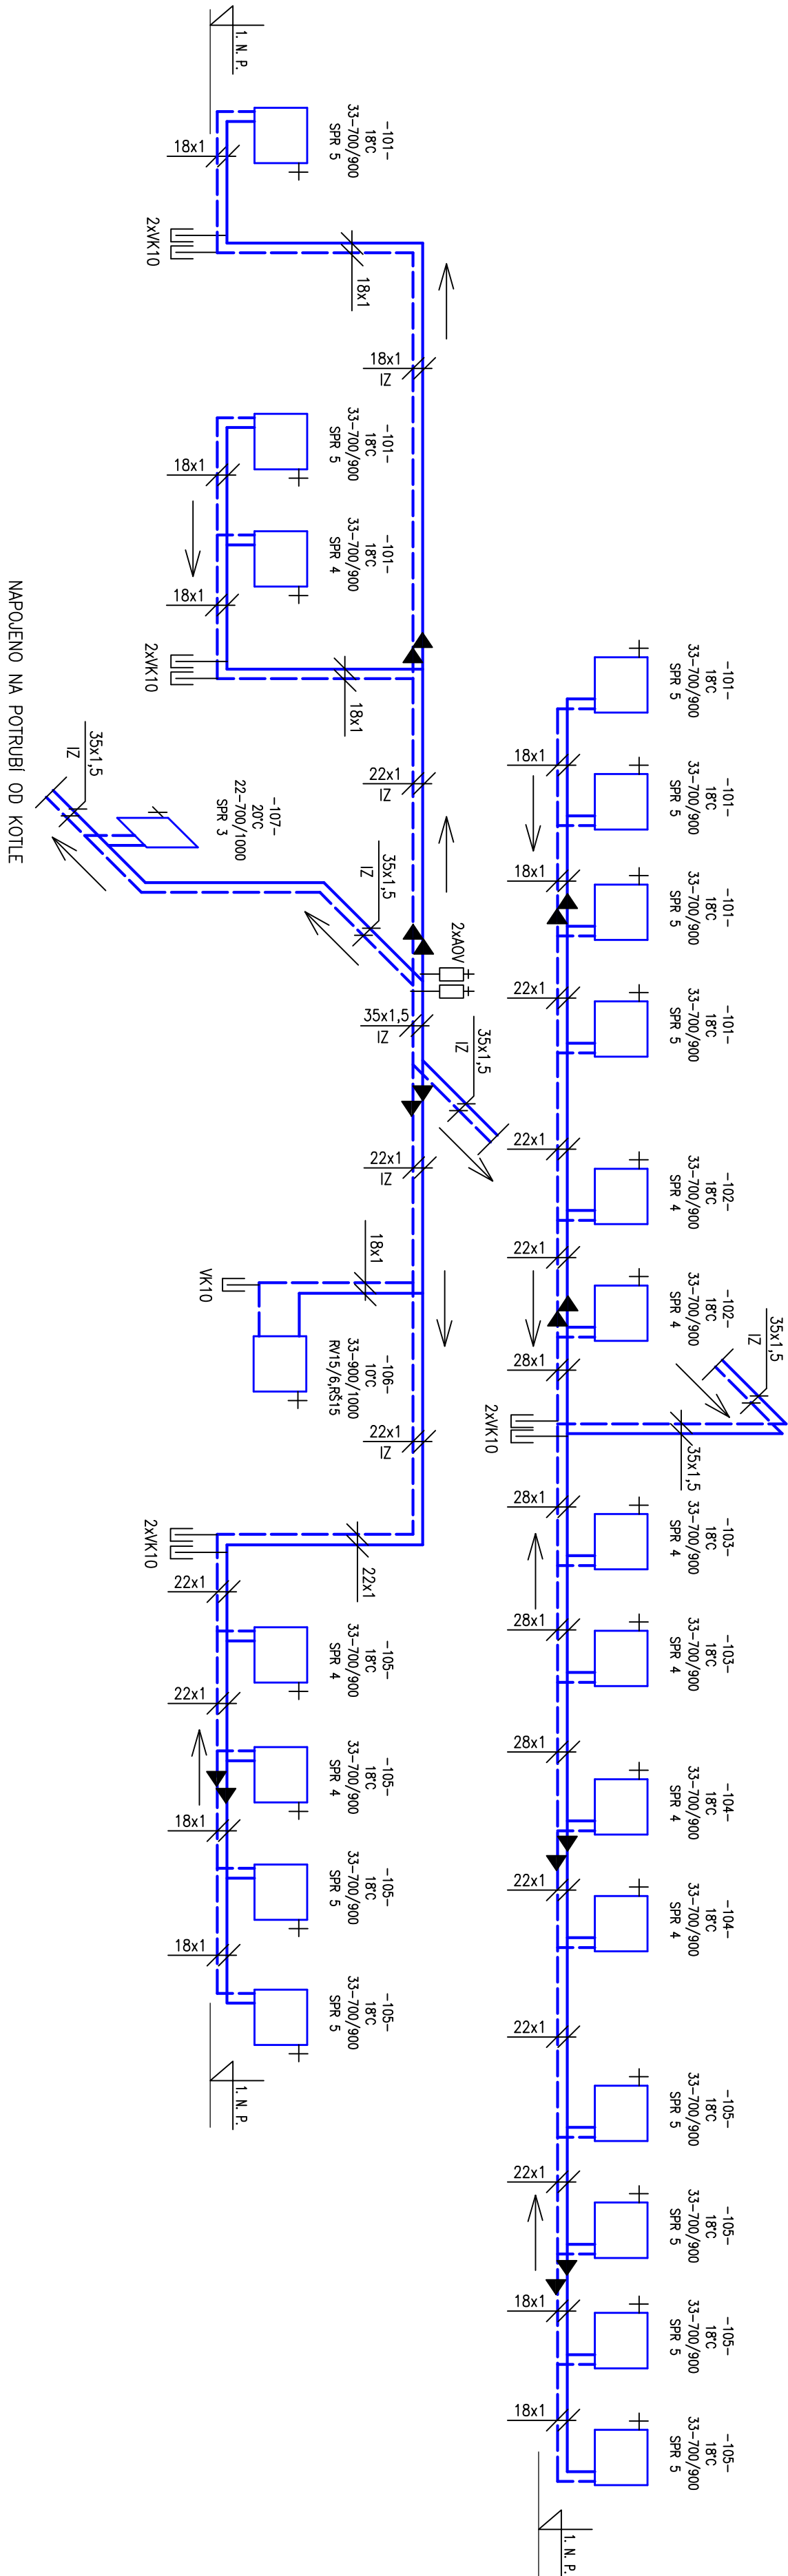 35x1,5
IZ
35x1,5
-101-
18°C
33-700/900
SPR 5
-101-
18°C
33-700/900
SPR 5
-101-
18°C
33-700/900
SPR 5
-101-
18°C
33-700/900
SPR 5
-102-
18°C
33-700/900
SPR 4
-102-
18°C
33-700/900
SPR 4
-103-
18°C
33-700/900
SPR 4
-103-
18°C
33-700/900
SPR 4
-104-
18°C
33-700/900
SPR 4
-104-
18°C
33-700/900
SPR 4
-105-
18°C
33-700/900
SPR 5
-105-
18°C
33-700/900
SPR 5
-105-
18°C
33-700/900
SPR 5
-105-
18°C
33-700/900
SPR 5
1. N. P.
18x1
18x1
22x1
22x1
22x1
28x1
2xVK10
28x1
28x1
28x1
22x1
22x1
22x1
18x1
18x1
2xAOV
35x1,5
IZ
18x1
IZ
22x1
IZ
35x1,5
IZ
35x1,5
IZ
22x1
IZ
22x1
IZ
18x1
18x1
18x1
22x1
1. N. P.
-101-
18°C
33-700/900
SPR 5
-101-
18°C
33-700/900
SPR 5
-101-
18°C
33-700/900
SPR 4
-107-
20°C
22-700/1000
SPR 3
-106-
10°C
33-900/1000
RV15/6,RŠ15
-105-
18°C
33-700/900
SPR 4
-105-
18°C
33-700/900
SPR 4
-105-
18°C
33-700/900
SPR 5
-105-
18°C
33-700/900
SPR 5
1. N. P.
18x1
2xVK10
18x1
18x1
2xVK10
VK10
2xVK10
22x1
22x1
18x1
18x1
35x1,5
IZ
NAPOJENO NA POTRUBÍ OD KOTLE